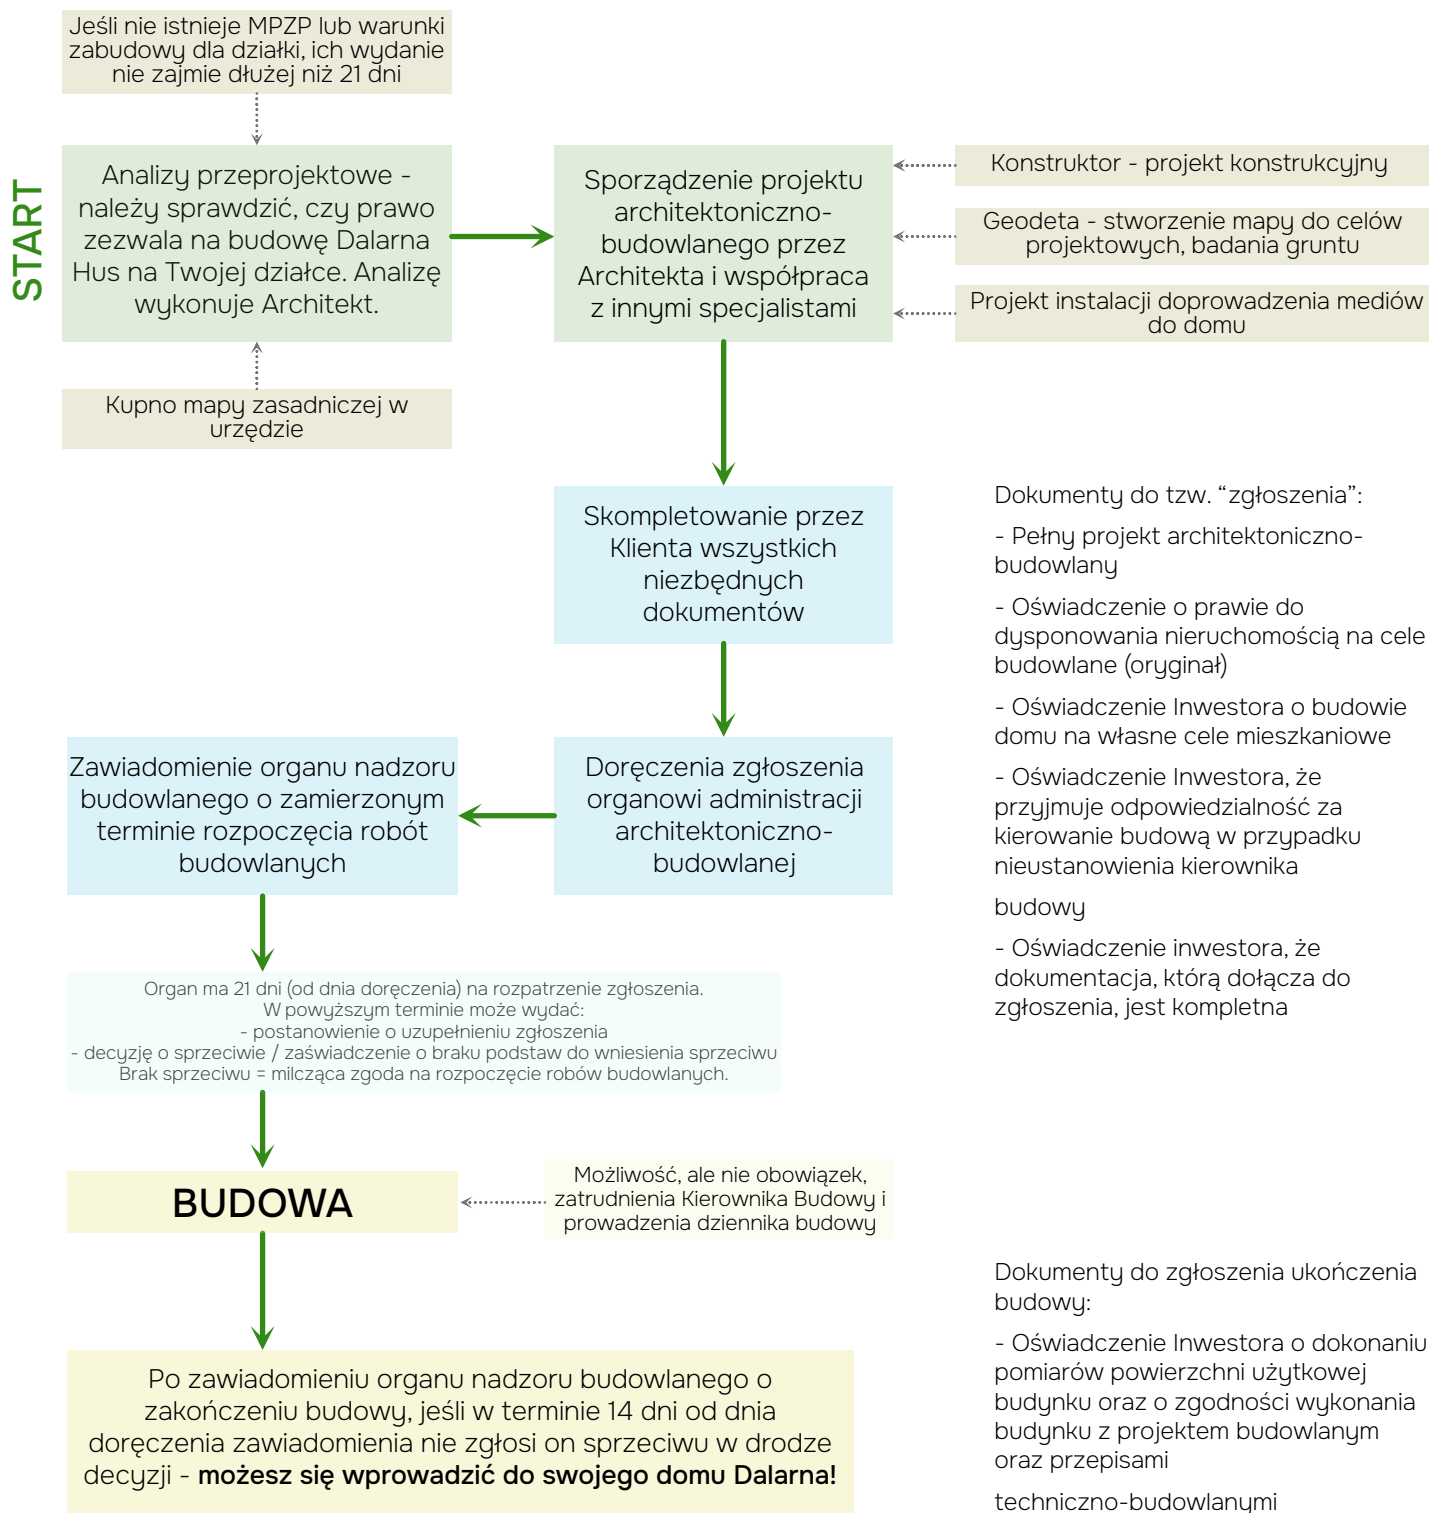 Jeśli nie istnieje MPZP lub warunki
zabudowy dla działki, ich wydanie
nie zajmie dłużej niż 21 dni
START
Analizy przeprojektowe -
należy sprawdzić, czy prawo
zezwala na budowę Dalarna
Hus na Twojej działce. Analizę
wykonuje Architekt.
Kupno mapy zasadniczej w
urzędzie
Sporządzenie projektu
architektoniczno-
budowlanego przez
Architekta i współpraca
z innymi specjalistami
Konstruktor - projekt konstrukcyjny
Geodeta - stworzenie mapy do celów
projektowych, badania gruntu
Projekt instalacji doprowadzenia mediów
do domu
Skompletowanie przez
Klienta wszystkich
niezbędnych
dokumentów
Doręczenia zgłoszenia
organowi administracji
architektoniczno-
budowlanej
Zawiadomienie organu nadzoru
budowlanego o zamierzonym
terminie rozpoczęcia robót
budowlanych
Dokumenty do tzw. “zgłoszenia”:
- Pełny projekt architektoniczno-
budowlany
- Oświadczenie o prawie do
dysponowania nieruchomością na cele
budowlane (oryginał)
- Oświadczenie Inwestora o budowie
domu na własne cele mieszkaniowe
- Oświadczenie Inwestora, że
przyjmuje odpowiedzialność za
kierowanie budową w przypadku
nieustanowienia kierownika
budowy
- Oświadczenie inwestora, że
dokumentacja, którą dołącza do
zgłoszenia, jest kompletna
Organ ma 21 dni (od dnia doręczenia) na rozpatrzenie zgłoszenia.
W powyższym terminie może wydać:
- postanowienie o uzupełnieniu zgłoszenia
- decyzję o sprzeciwie / zaświadczenie o braku podstaw do wniesienia sprzeciwu
Brak sprzeciwu = milcząca zgoda na rozpoczęcie robów budowlanych.
BUDOWA
Możliwość, ale nie obowiązek,
zatrudnienia Kierownika Budowy i
prowadzenia dziennika budowy
Po zawiadomieniu organu nadzoru budowlanego o
zakończeniu budowy, jeśli w terminie 14 dni od dnia
doręczenia zawiadomienia nie zgłosi on sprzeciwu w drodze
decyzji - możesz się wprowadzić do swojego domu Dalarna!
Dokumenty do zgłoszenia ukończenia
budowy:
- Oświadczenie Inwestora o dokonaniu
pomiarów powierzchni użytkowej
budynku oraz o zgodności wykonania
budynku z projektem budowlanym
oraz przepisami
techniczno-budowlanymi